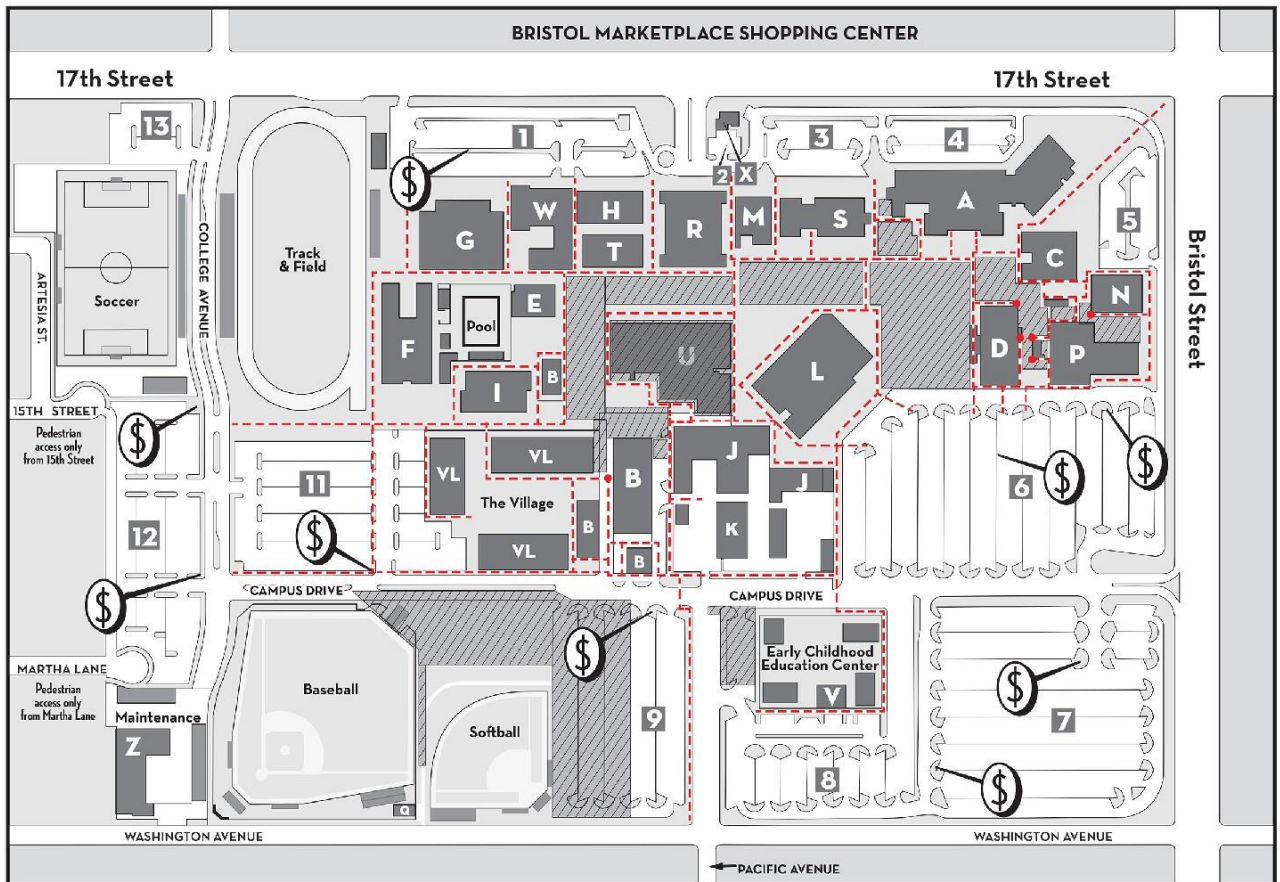 BRISTOL MARKETPLACE SHOPPING CENTER
17th Street
17th Street
13
1
3
4
2
X
5
$
W
H
R
M
S
A
G
T
C
COLLEGE AVENUE
Track
& Field
Bristol Street
ARTESIA ST.
Soccer
E
N
Pool
F
U
D
P
L
I
B
15TH STREET
Pedestrian
access only
from 15th Street
$
VL
VL
B
J
J
$
$
11
The Village
6
12
$
B
K
VL
B
$
CAMPUS DRIVE
CAMPUS DRIVE
$
Early Childhood
Education Center
MARTHA LANE
Pedestrian
access only
from Martha Lane
Baseball
V
$
Maintenance
Z
Softball
9
7
8
$
Q
WASHINGTON AVENUE
WASHINGTON AVENUE
PACIFIC AVENUE